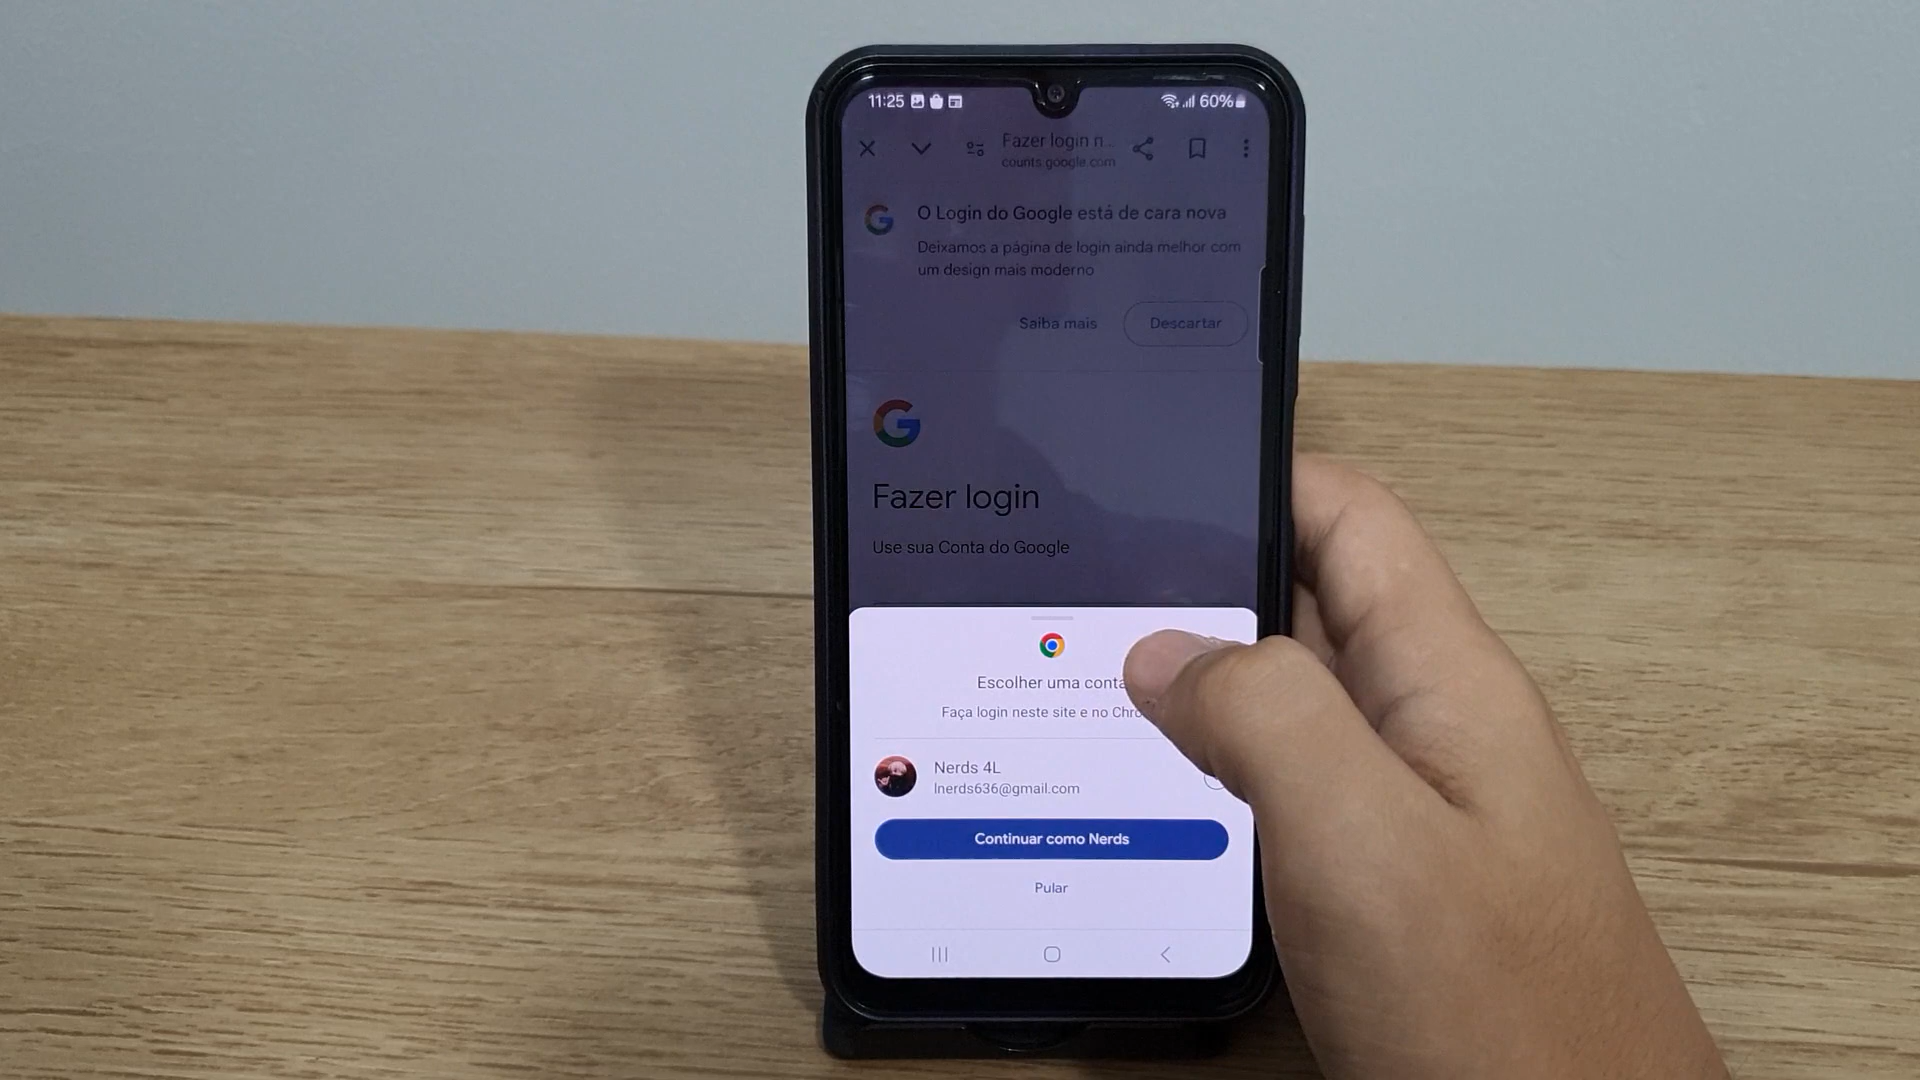 11:25
60%
Fazer login n...
counts.google.com
O Login do Google está de cara nova
Deixamos a página de login ainda melhor com
um design mais moderno
Saiba mais
Descartar
Fazer login
Use sua Conta do Google
Escolher uma conta
Faça login neste site e no
Nerds 4L
lnerds636@gmail.com
Continuar como Nerds
Pular